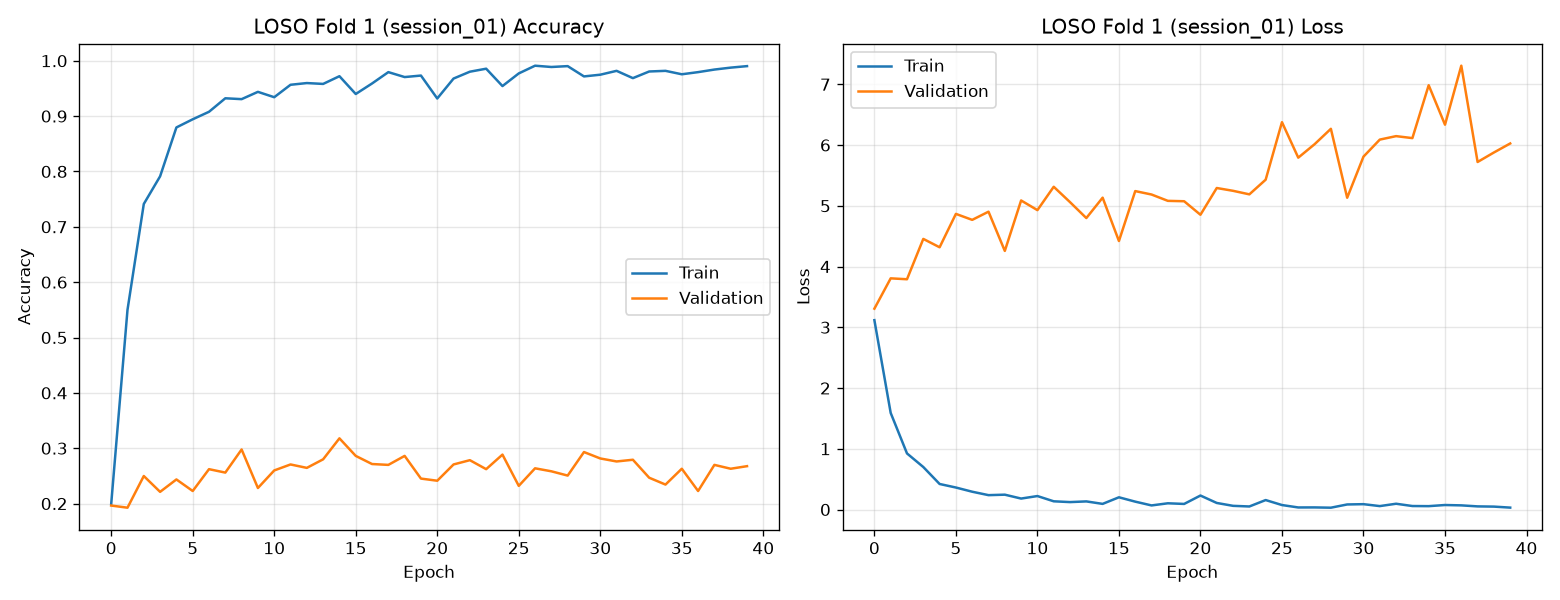 LOSO Fold 1 (session_01) Accuracy
1.0
0.9
0.8
0.7
0.6
0.5
0.4
0.3
0.2
Accuracy
Train
Validation
0 5 10 15 20 25 30 35 40
Epoch
LOSO Fold 1 (session_01) Loss
Train
Validation
7
6
5
4
3
2
1
0
Loss
0 5 10 15 20 25 30 35 40
Epoch